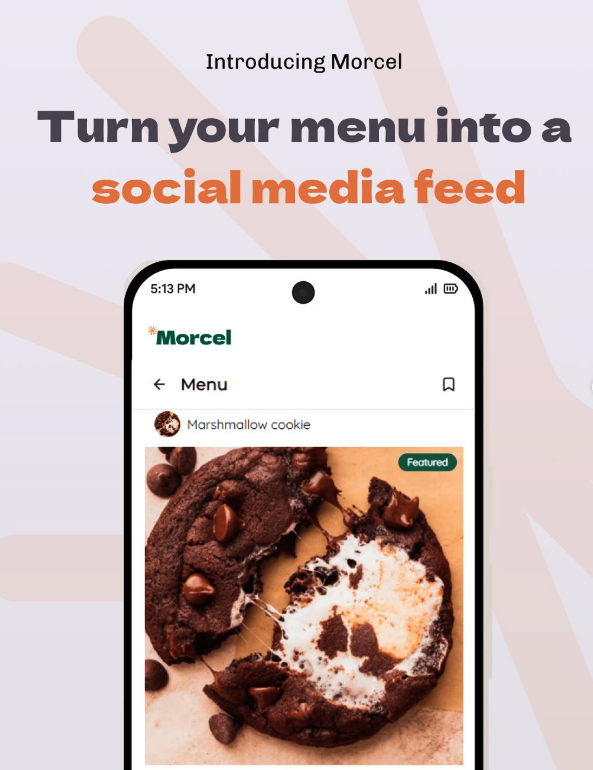 Introducing Morcel
Turn your menu into a
social media feed
5:13 PM
Morcel
Menu
Marshmallow cookie
Featured